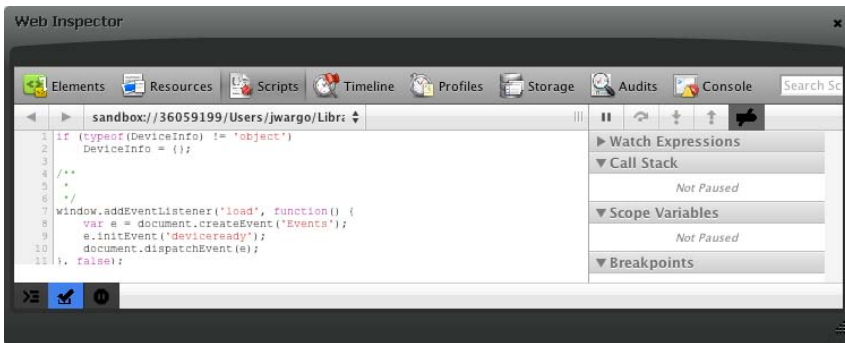 Web Inspector
Elements Resources Scripts Timeline Profiles Storage Audits Console Search Sc
sandbox://36059199/Users/jwargo/Libra
1 if (typeof(DeviceInfo) != 'object')
2 DeviceInfo = {};
3
4 /**
5 *
6 */
7 window.addEventListener('load', function() {
8 var e = document.createEvent('Events');
9 e.initEvent('deviceready');
10 document.dispatchEvent(e);
11 }, false);
Watch Expressions
Call Stack
Not Paused
Scope Variables
Not Paused
Breakpoints